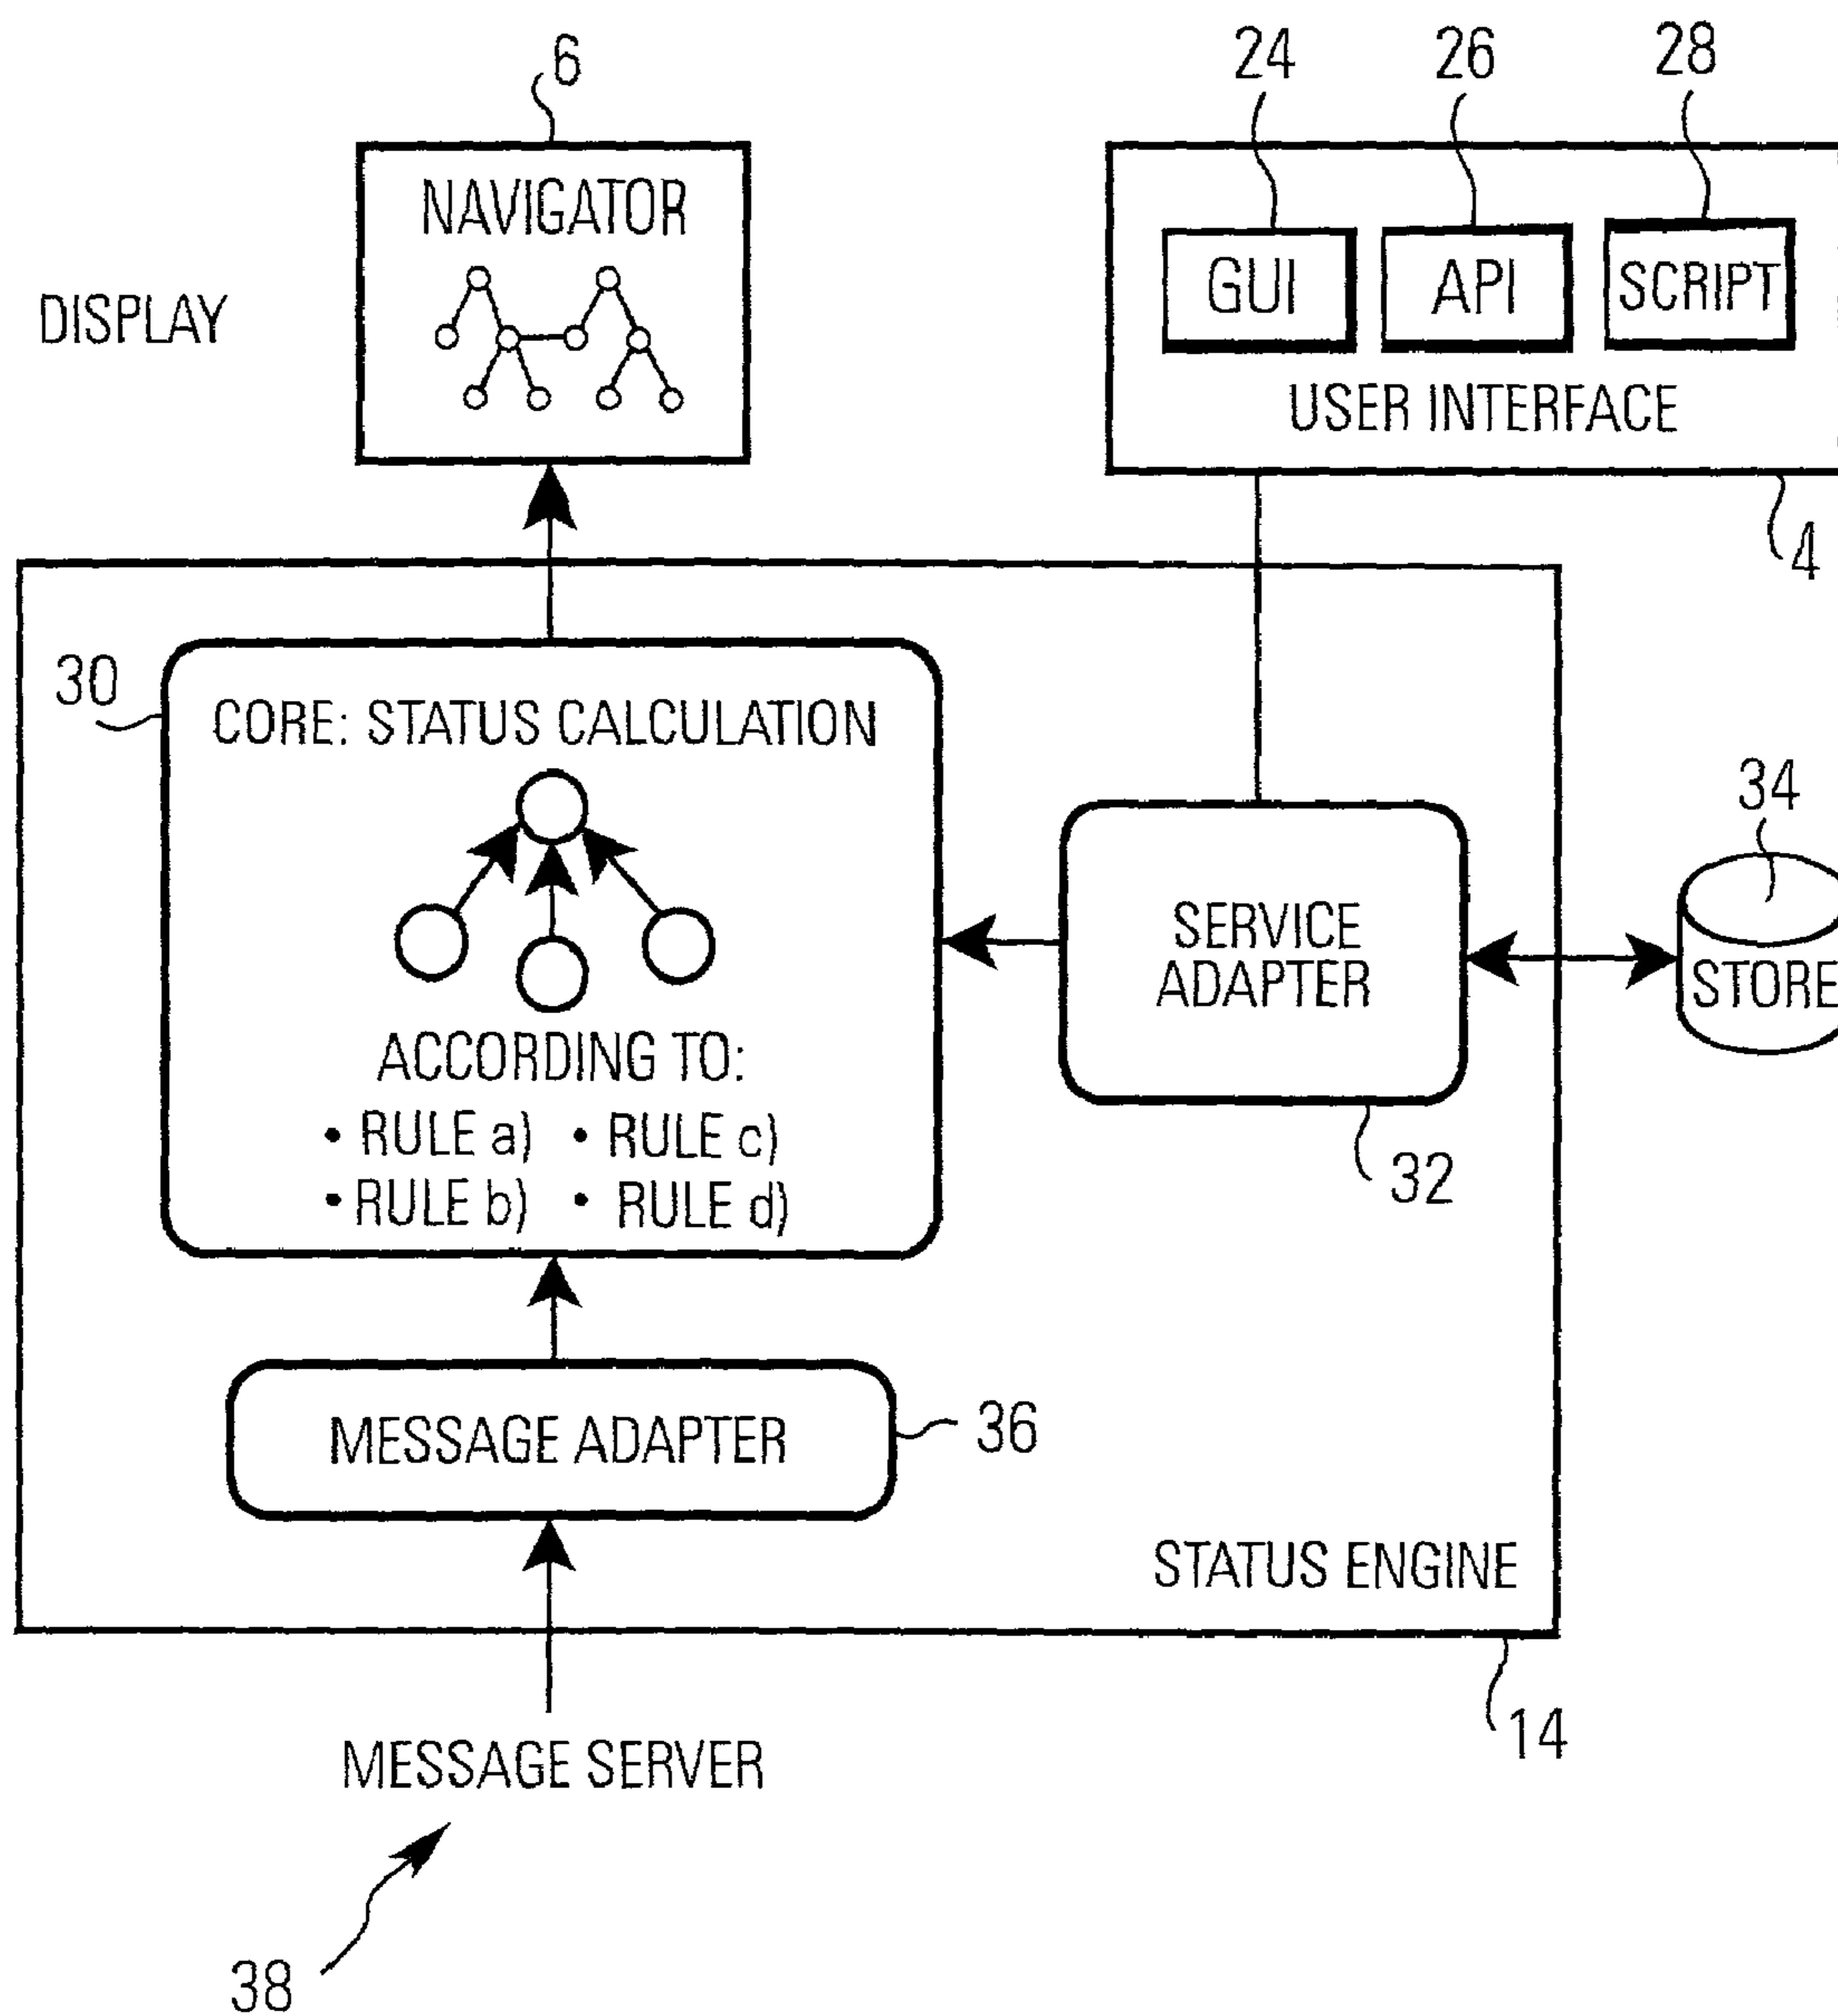 6
24 26 28
NAVIGATOR
DISPLAY
GUI API SCRIPT
USER INTERFACE
4
30
CORE: STATUS CALCULATION
34
SERVICE
ADAPTER
STORE
ACCORDING TO:
• RULE a) • RULE c)
• RULE b) • RULE d)
32
MESSAGE ADAPTER
36
STATUS ENGINE
14
MESSAGE SERVER
38